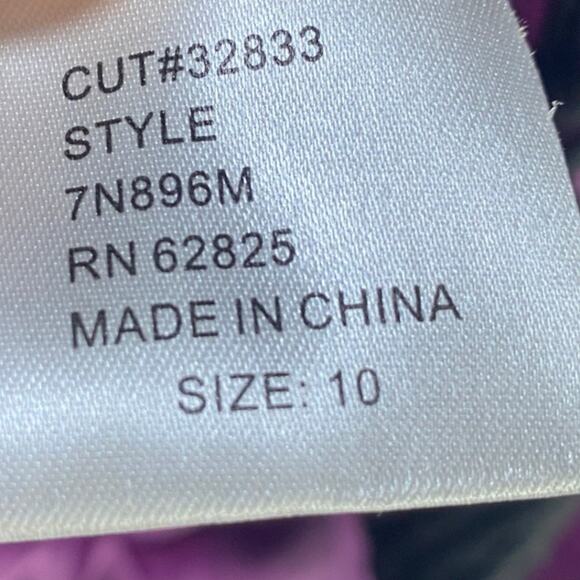 CUT#32833
STYLE
7N896M
RN 62825
MADE IN CHINA
SIZE: 10